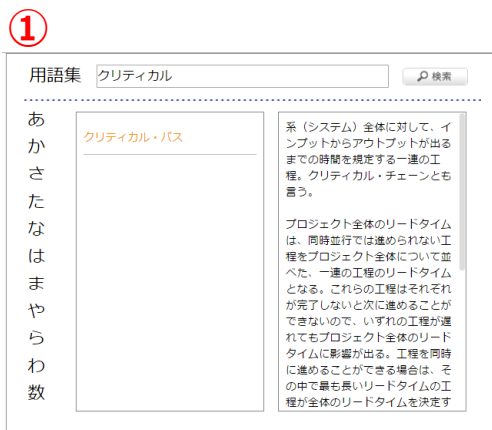 ①
用語集 クリティカル 検索
あ
か
さ
た
な
は
ま
や
ら
わ
数
クリティカル・パス
系（システム）全体に対して、イ
ンプットからアウトプットが出る
までの時間を規定する一連の工
程。クリティカル・チェーンとも
言う。
プロジェクト全体のリードタイム
は、同時並行では進められない工
程をプロジェクト全体について並
べた、一連の工程のリードタイム
となる。これらの工程はそれぞれ
が完了しないと次に進めることが
できないので、いずれの工程が遅
れてもプロジェクト全体のリード
タイムに影響が出る。工程を同時
に進めることができる場合は、そ
の中で最も長いリードタイムの工
程が全体のリードタイムを決定す